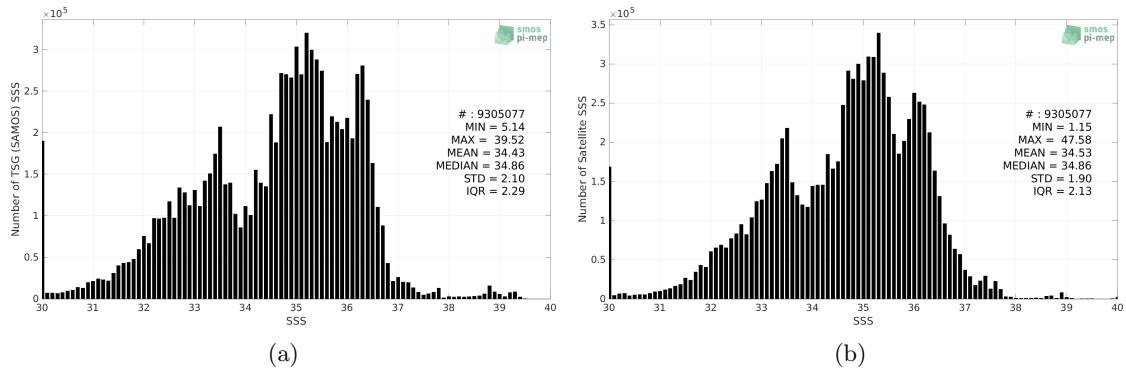 ×10⁵
Number of TSG (SAMOS) SSS
3
2.5
2
1.5
1
0.5
0
30 31 32 33 34 35 36 37 38 39 40
SSS
smos
pi-mep
# : 9305077
MIN = 5.14
MAX = 39.52
MEAN = 34.43
MEDIAN = 34.86
STD = 2.10
IQR = 2.29
(a)
×10⁵
Number of Satellite SSS
3.5
3
2.5
2
1.5
1
0.5
0
30 31 32 33 34 35 36 37 38 39 40
SSS
smos
pi-mep
# : 9305077
MIN = 1.15
MAX = 47.58
MEAN = 34.53
MEDIAN = 34.86
STD = 1.90
IQR = 2.13
(b)